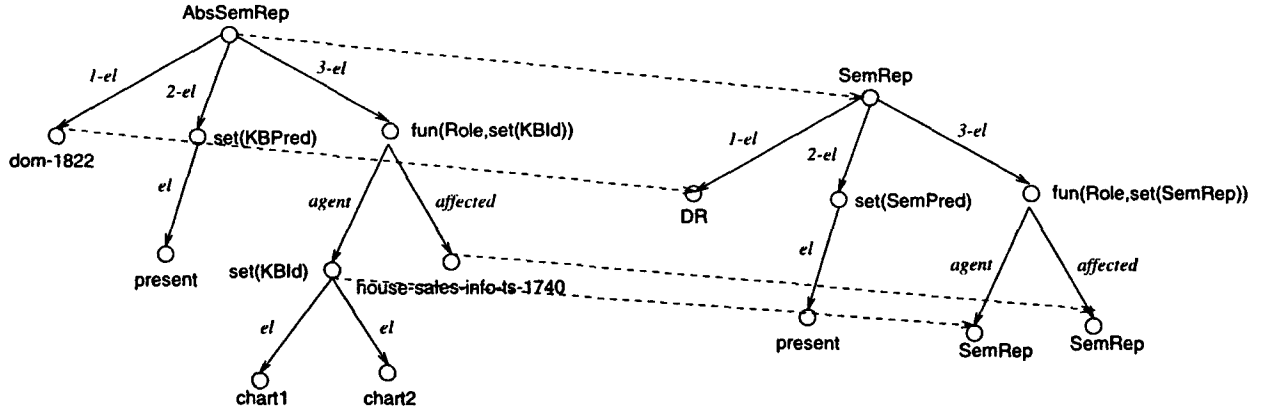 AbsSemRep
1-el
2-el
3-el
dom-1822
set(KBPred)
fun(Role,set(KBId))
el
present
agent
affected
set(KBId)
house-sales-info-ts-1740
el
el
chart1
chart2
SemRep
1-el
2-el
3-el
DR
set(SemPred)
fun(Role,set(SemRep))
el
present
agent
affected
SemRep
SemRep